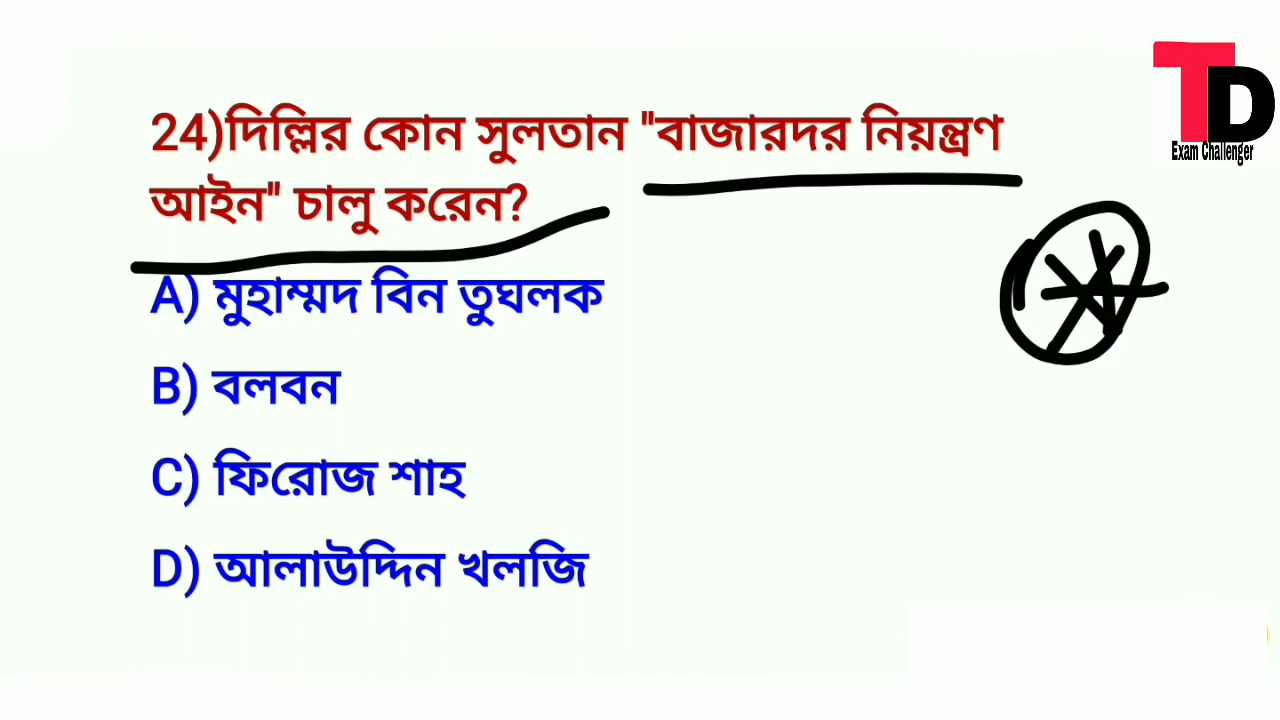 24)দিল্লির কোন সুলতান "বাজারদর নিয়ন্ত্রণ
আইন" চালু করেন?
A) মুহাম্মদ বিন তুঘলক
B) বলবন
C) ফিরোজ শাহ
D) আলাউদ্দিন খলজি
TD
Exam Challenger